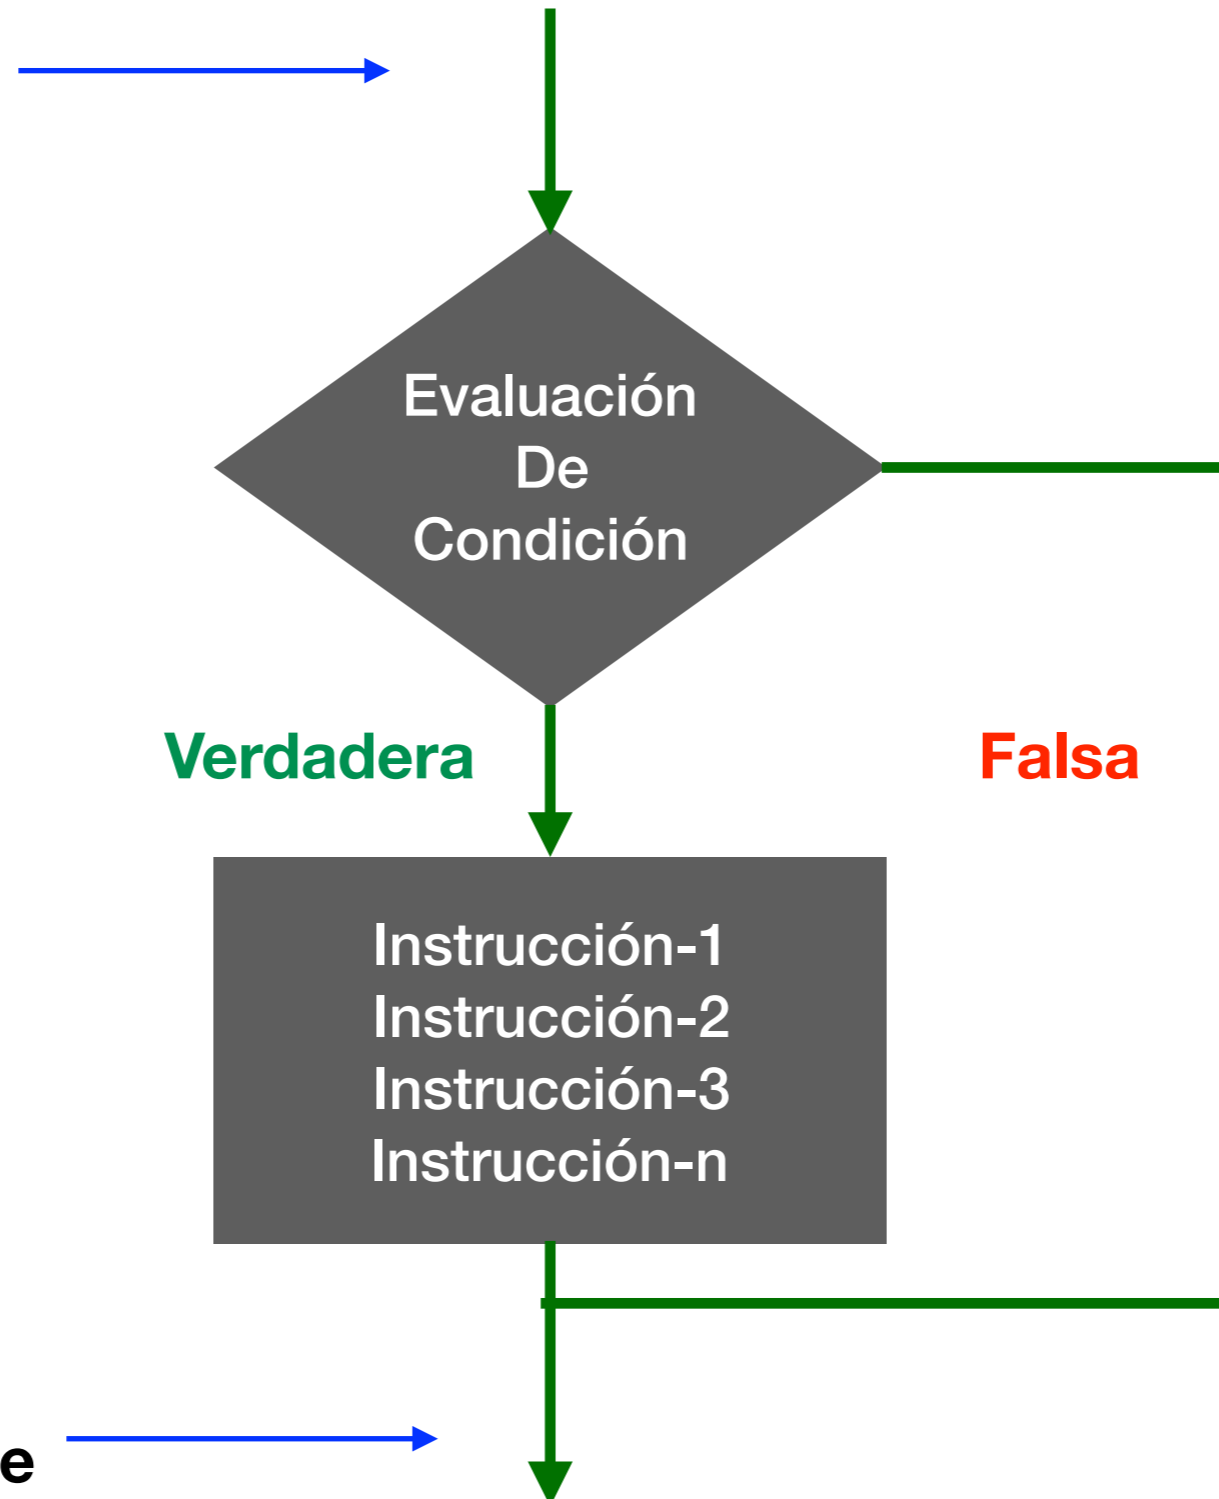 Evaluación
De
Condición
Verdadera
Falsa
Instrucción-1
Instrucción-2
Instrucción-3
Instrucción-n